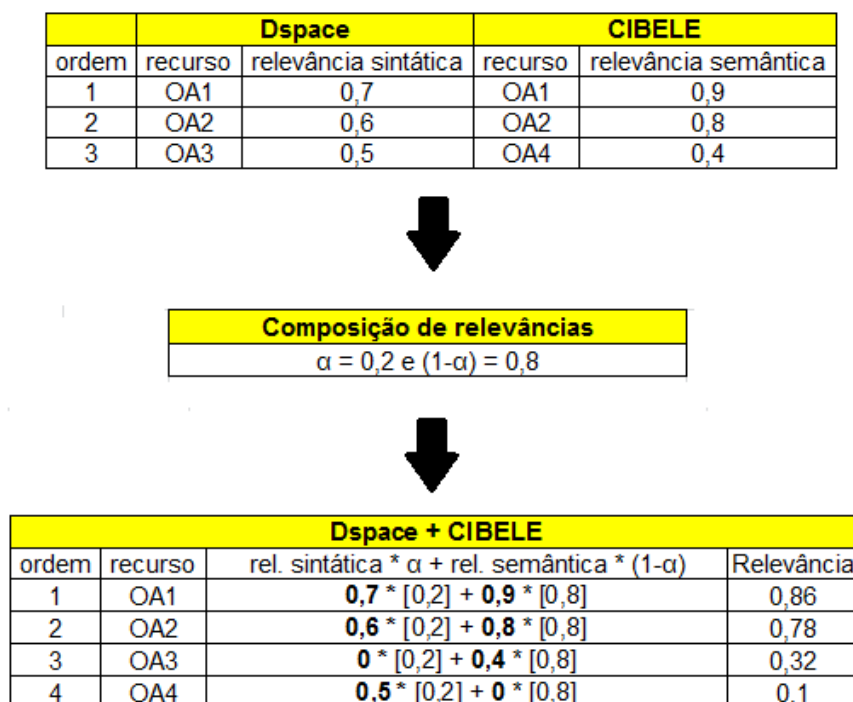 Dspace CIBELE
ordem recurso relevância sintática recurso relevância semântica
1 OA1 0,7 OA1 0,9
2 OA2 0,6 OA2 0,8
3 OA3 0,5 OA4 0,4
Composição de relevâncias
α = 0,2 e (1-α) = 0,8
Dspace + CIBELE
ordem recurso rel. sintática * α + rel. semântica * (1-α) Relevância
1 OA1 0,7 * [0,2] + 0,9 * [0,8] 0,86
2 OA2 0,6 * [0,2] + 0,8 * [0,8] 0,78
3 OA3 0 * [0,2] + 0,4 * [0,8] 0,32
4 OA4 0,5 * [0,2] + 0 * [0,8] 0,1